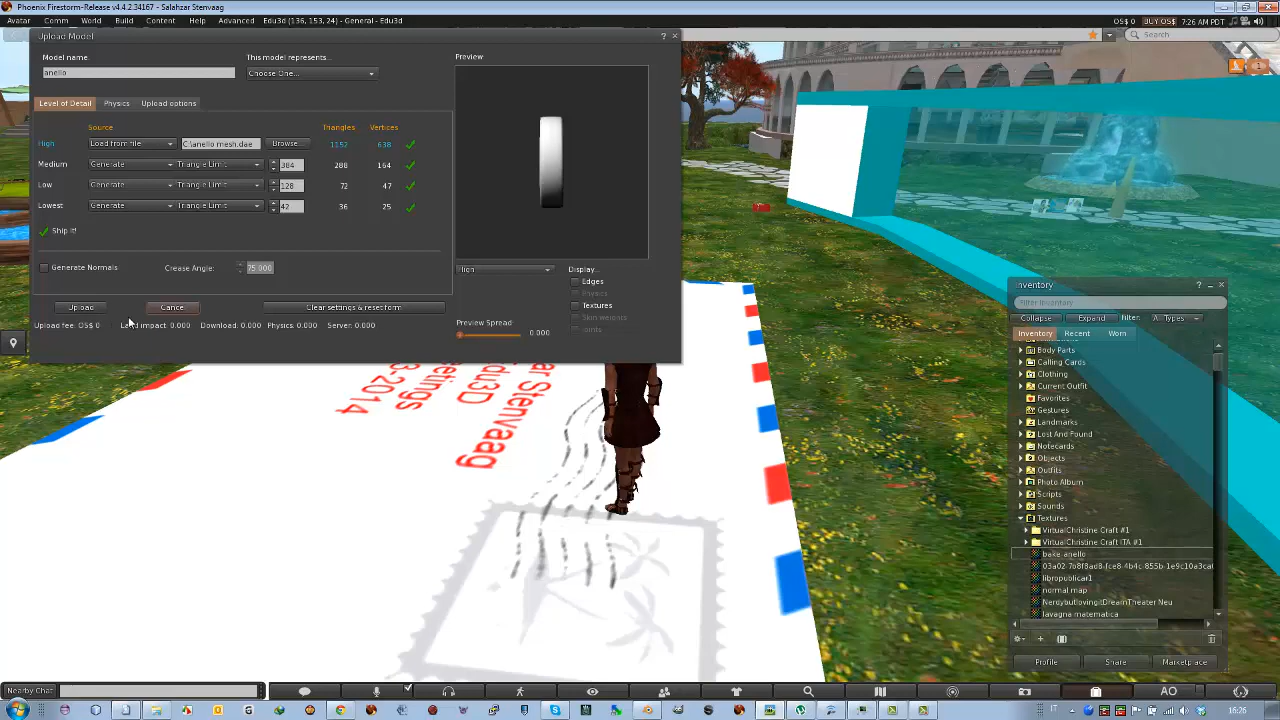 Phoenix Firestorm-Release v4.4.2.34167 - Salahzar Stenvaag
Avatar Comm World Build Content Help Advanced Edu3d (136, 153, 24) - General - Edu3d
OS$ 0 BUY OS$ 7:26 AM PDT
Search
Upload Model
? ×
Model name
This model represents...
anello
Choose One...
Preview
Level of Detail Physics Upload options
Source Triangles Vertices
High Load from file C:\anello mesh.dae Browse... 1152 638
Medium Generate Triangle Limit 384 288 164
Low Generate Triangle Limit 128 72 47
Lowest Generate Triangle Limit 42 36 25
Ship it!
Generate Normals Crease Angle: 75.000
Upload Cancel Clear settings & reset form
Upload fee: OS$ 0 Land impact: 0.000 Download: 0.000 Physics: 0.000 Server: 0.000
Display...
Edges
Physics
Textures
Skin weights
Joints
Preview Spread: 0.000
Stenvaag
Inventory
Filter Inventory
Collapse Expand Filter: All Types
Inventory Recent Worn
Body Parts
Calling Cards
Clothing
Current Outfit
Favorites
Gestures
Landmarks
Lost And Found
Notecards
Objects
Outfits
Photo Album
Scripts
Sounds
Textures
VirtualChristine Craft #1
VirtualChristine Craft ITA #1
bake anello
libropublicar1
normal map
NerdybutlovingitDreamTheater Neu
lavagna matematica
Profile Share Marketplace
Nearby Chat
AO
IT
16:26